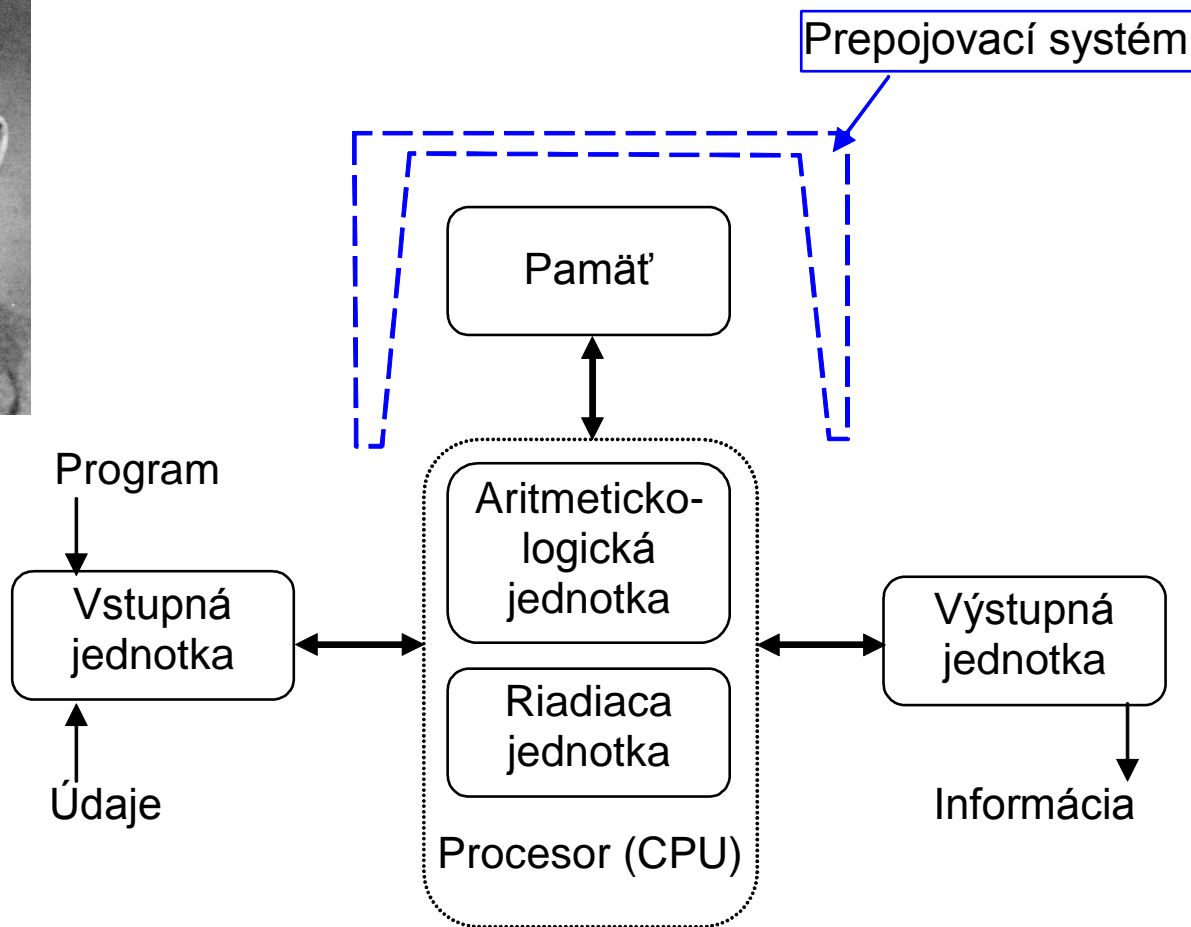 Prepojovací systém
Pamäť
Program
Aritmeticko-
logická
jednotka
Vstupná
jednotka
Výstupná
jednotka
Riadiaca
jednotka
Údaje
Informácia
Procesor (CPU)